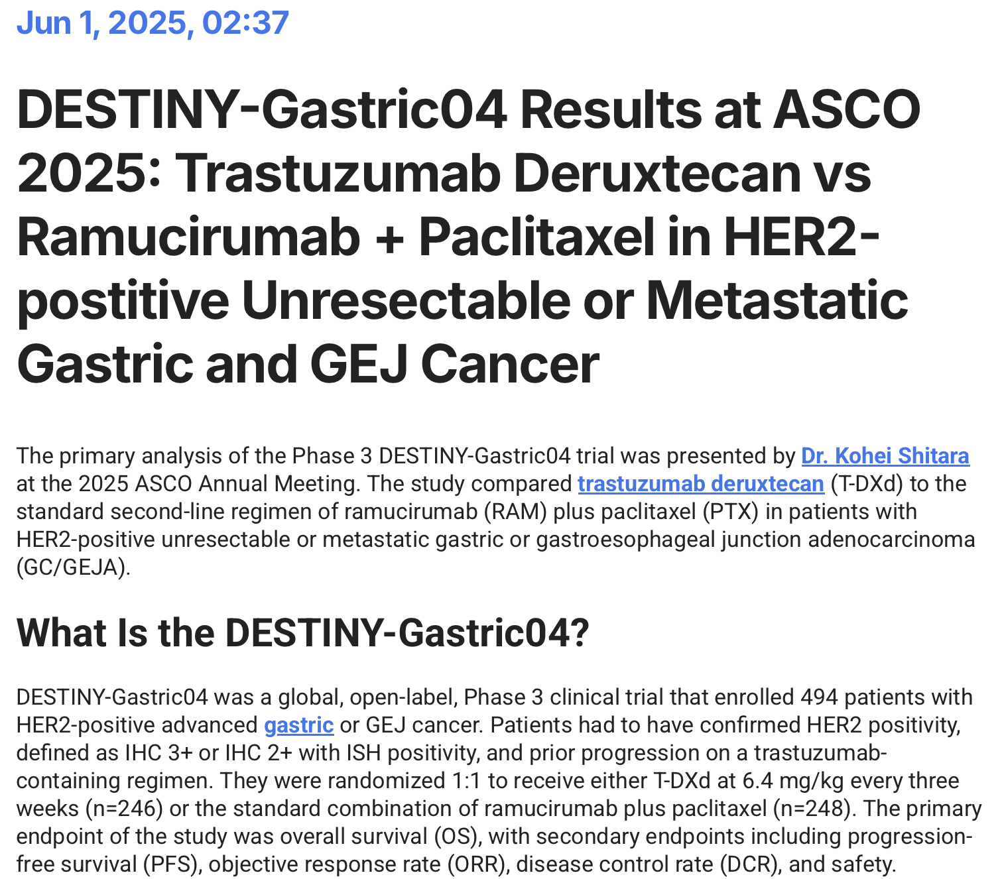 Jun 1, 2025, 02:37
DESTINY-Gastric04 Results at ASCO
2025: Trastuzumab Deruxtecan vs
Ramucirumab + Paclitaxel in HER2-
postitive Unresectable or Metastatic
Gastric and GEJ Cancer
The primary analysis of the Phase 3 DESTINY-Gastric04 trial was presented by Dr. Kohei Shitara
at the 2025 ASCO Annual Meeting. The study compared trastuzumab deruxtecan (T-DXd) to the
standard second-line regimen of ramucirumab (RAM) plus paclitaxel (PTX) in patients with
HER2-positive unresectable or metastatic gastric or gastroesophageal junction adenocarcinoma
(GC/GEJA).
What Is the DESTINY-Gastric04?
DESTINY-Gastric04 was a global, open-label, Phase 3 clinical trial that enrolled 494 patients with
HER2-positive advanced gastric or GEJ cancer. Patients had to have confirmed HER2 positivity,
defined as IHC 3+ or IHC 2+ with ISH positivity, and prior progression on a trastuzumab-
containing regimen. They were randomized 1:1 to receive either T-DXd at 6.4 mg/kg every three
weeks (n=246) or the standard combination of ramucirumab plus paclitaxel (n=248). The primary
endpoint of the study was overall survival (OS), with secondary endpoints including progression-
free survival (PFS), objective response rate (ORR), disease control rate (DCR), and safety.